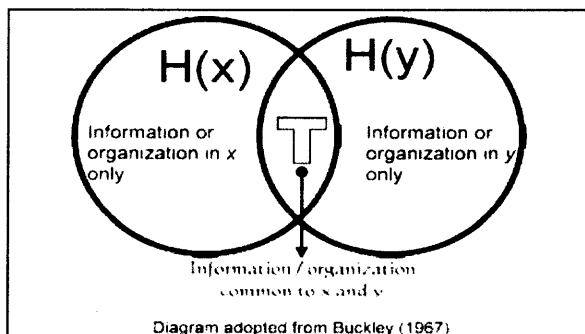 H(x)
H(y)
Information or
organization in x
only
T
Information or
organization in y
only
Information / organization
common to x and y
Diagram adopted from Buckley (1967)